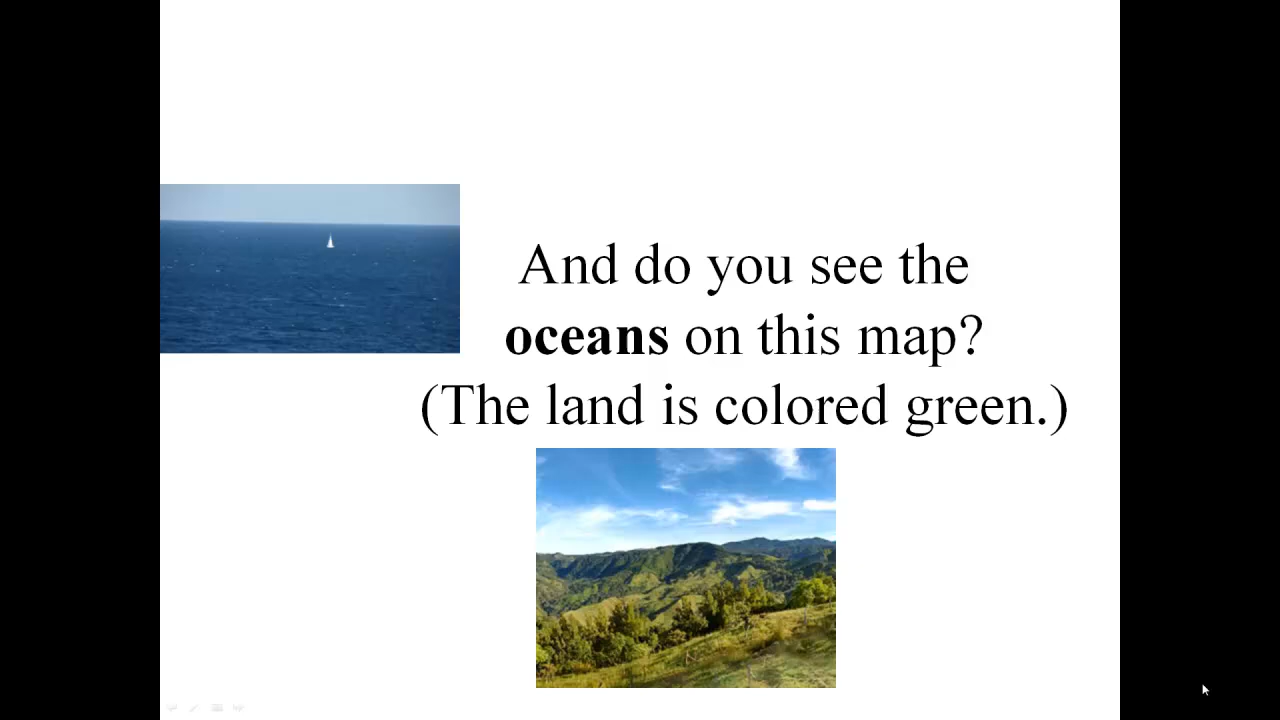 And do you see the
oceans on this map?
(The land is colored green.)